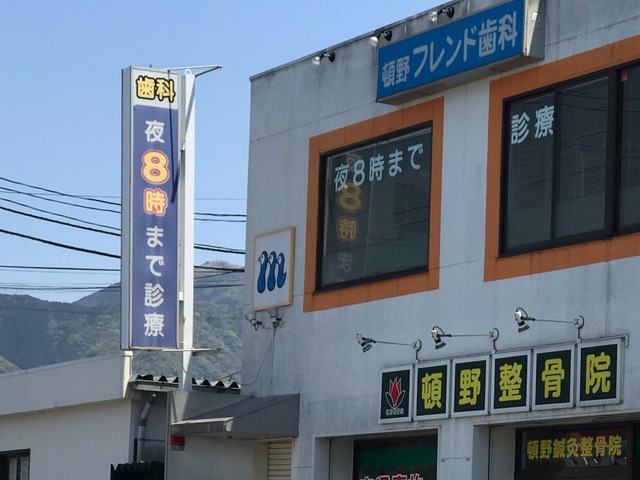 歯科
夜8時まで診療
頓野フレンド歯科
夜8時まで
診療
m
頓野整骨院
頓野鍼灸整骨院